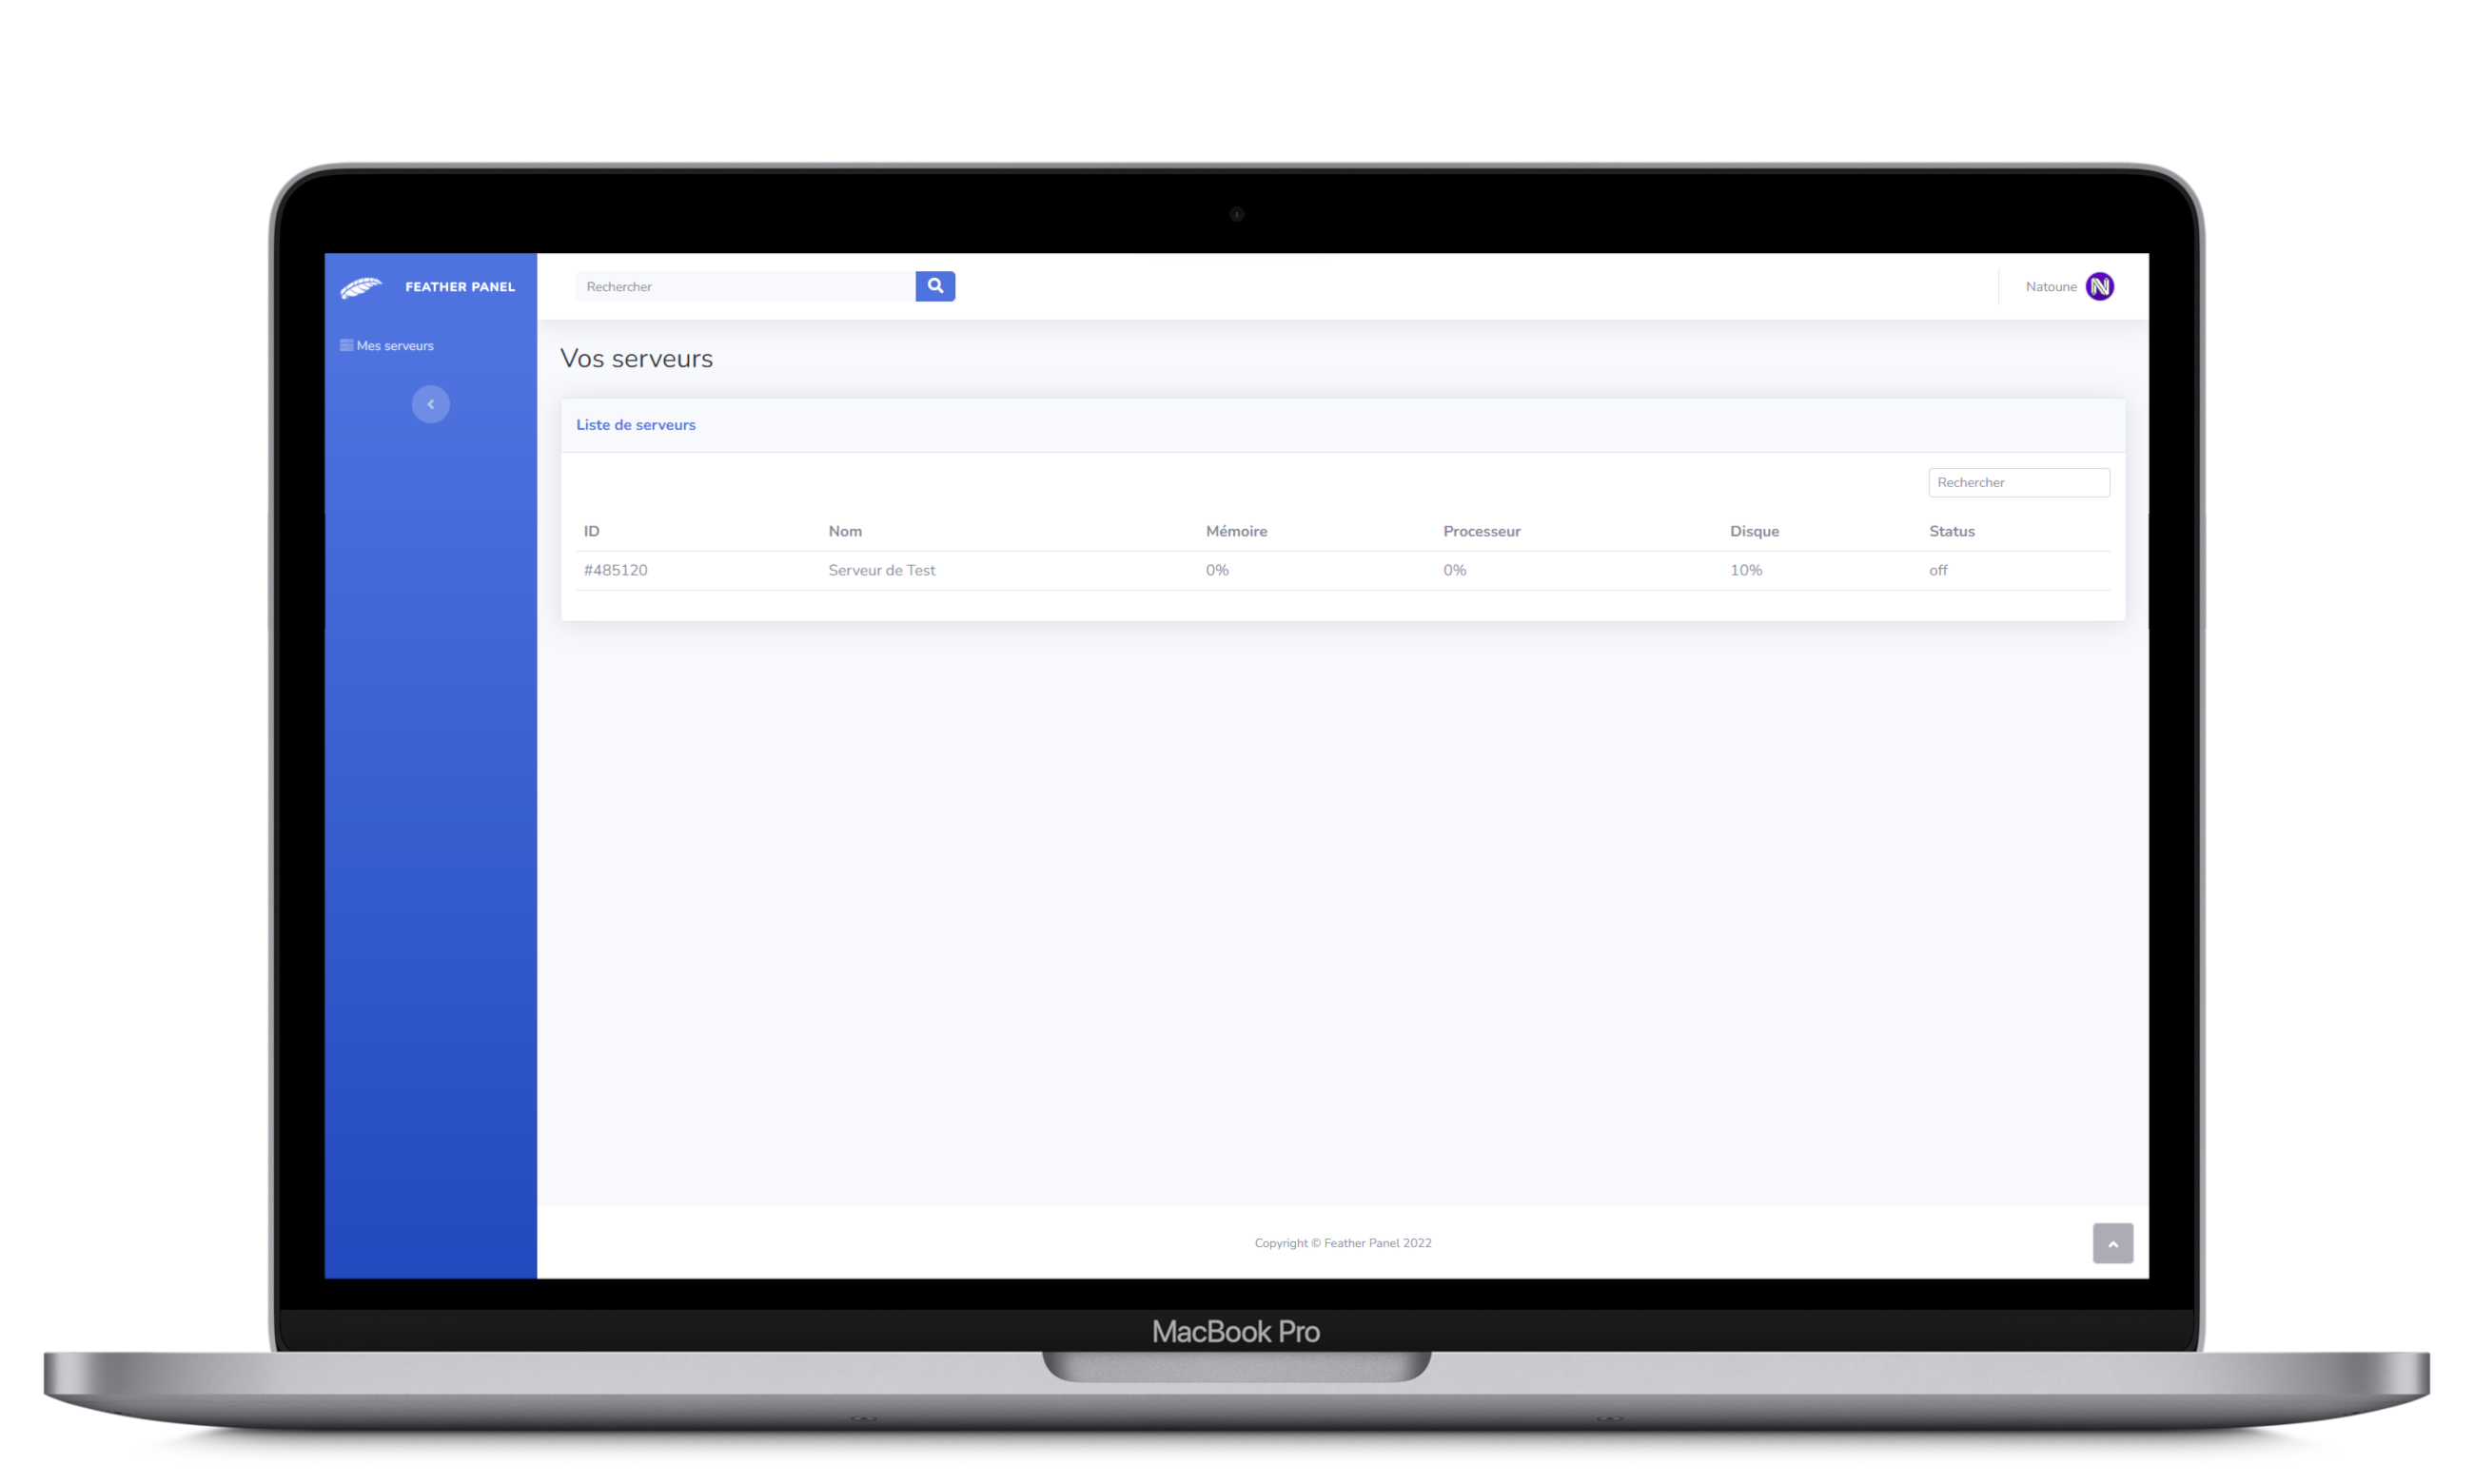 FEATHER PANEL
Rechercher
Natoune
N
Mes serveurs
Vos serveurs
Liste de serveurs
Rechercher
ID Nom Mémoire Processeur Disque Status
#485120 Serveur de Test 0% 0% 10% off
Copyright © Feather Panel 2022
MacBook Pro